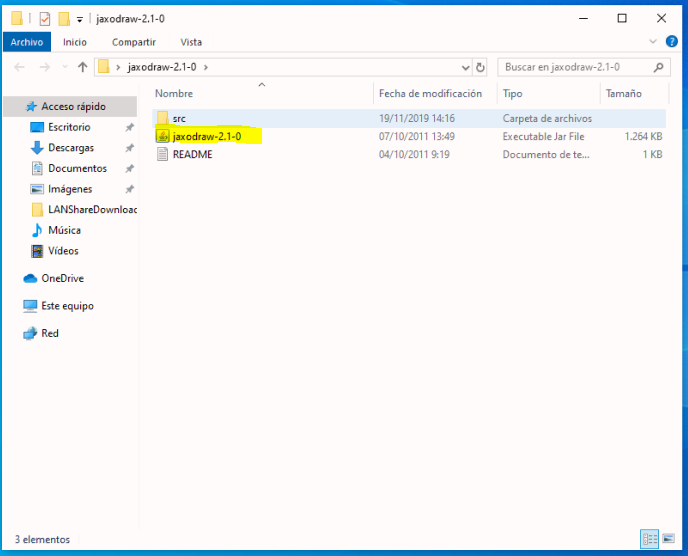 jaxodraw-2.1-0
Archivo Inicio Compartir Vista
jaxodraw-2.1-0 Buscar en jaxodraw-2.1-0
Nombre Fecha de modificación Tipo Tamaño
Acceso rápido
Escritorio
Descargas
Documentos
Imágenes
LANShareDownloac
Música
Vídeos
OneDrive
Este equipo
Red
src 19/11/2019 14:16 Carpeta de archivos
jaxodraw-2.1-0 07/10/2011 13:49 Executable Jar File 1.264 KB
README 04/10/2011 9:19 Documento de te... 1 KB
3 elementos